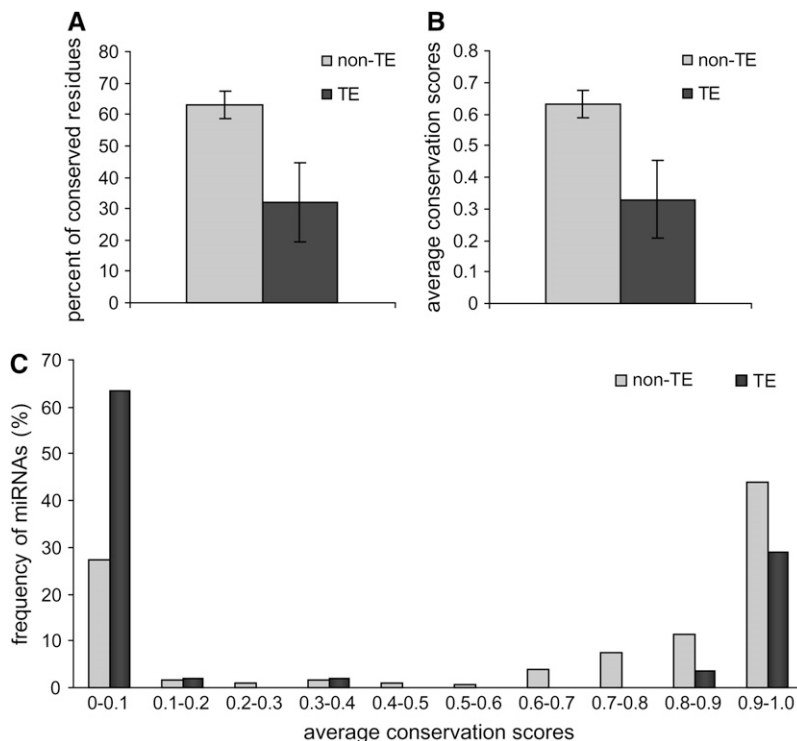 A
percent of conserved residues
80
70
60
50
40
30
20
10
0
non-TE
TE
B
average conservation scores
0.8
0.7
0.6
0.5
0.4
0.3
0.2
0.1
0
non-TE
TE
C
frequency of miRNAs (%)
70
60
50
40
30
20
10
0
non-TE TE
0-0.1 0.1-0.2 0.2-0.3 0.3-0.4 0.4-0.5 0.5-0.6 0.6-0.7 0.7-0.8 0.8-0.9 0.9-1.0
average conservation scores